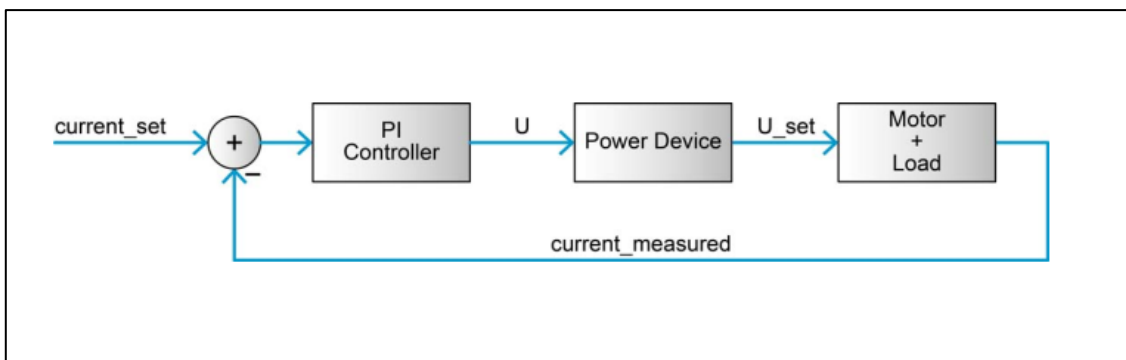 current_set
+
−
PI
Controller
U
Power Device
U_set
Motor
+
Load
current_measured